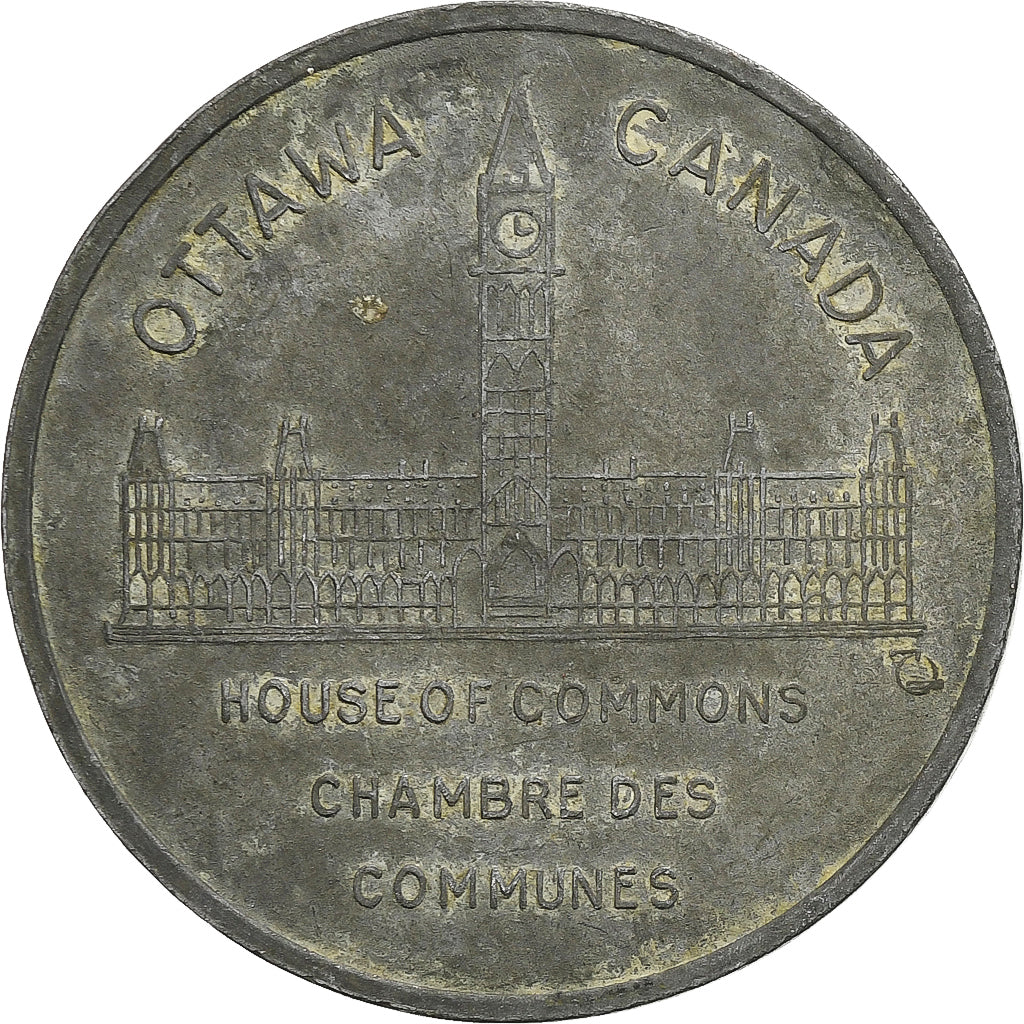 OTTAWA CANADA
HOUSE OF COMMONS
CHAMBRE DES
COMMUNES